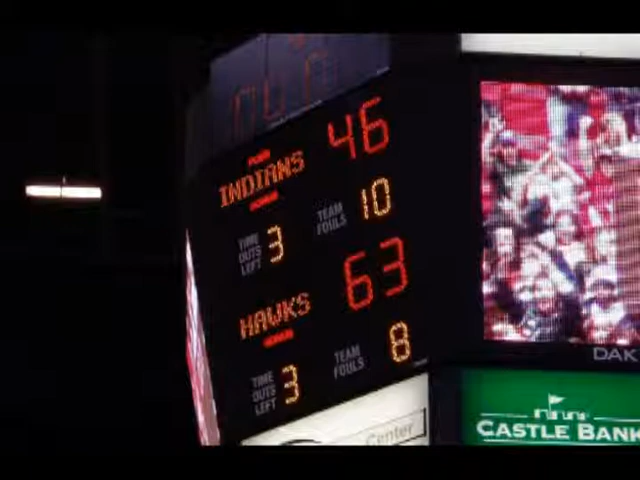 INDIANS 46
TIME OUTS LEFT 3 TEAM FOULS 10
HAWKS 63
TIME OUTS LEFT 3 TEAM FOULS 8
Center
DAK
CASTLE BANK